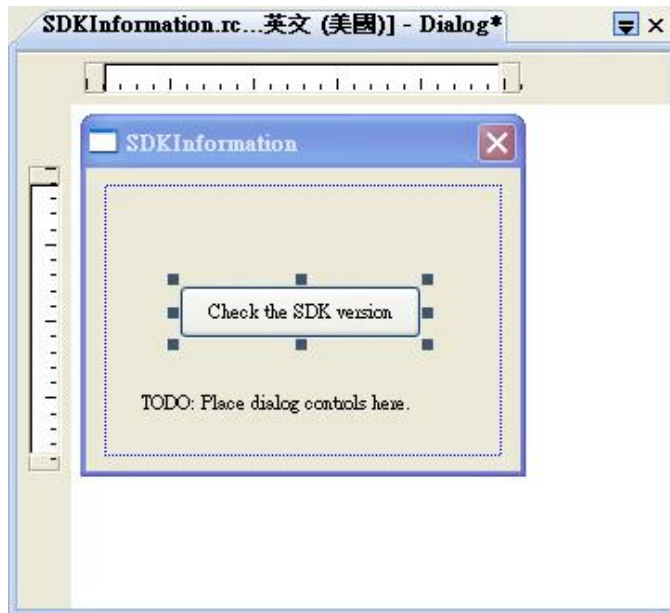 SDKInformation.rc...英文 (美國)] - Dialog*
SDKInformation
Check the SDK version
TODO: Place dialog controls here.